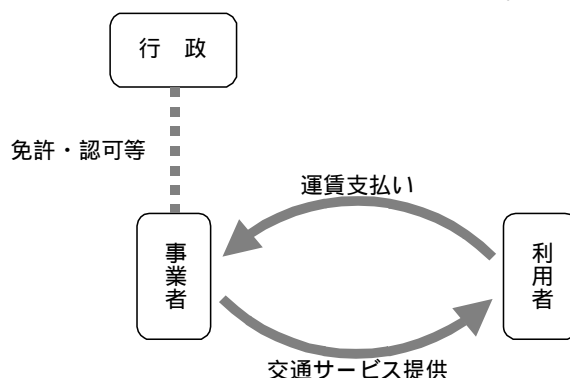 行　政
免許・認可等
運賃支払い
事業者
利用者
交通サービス提供